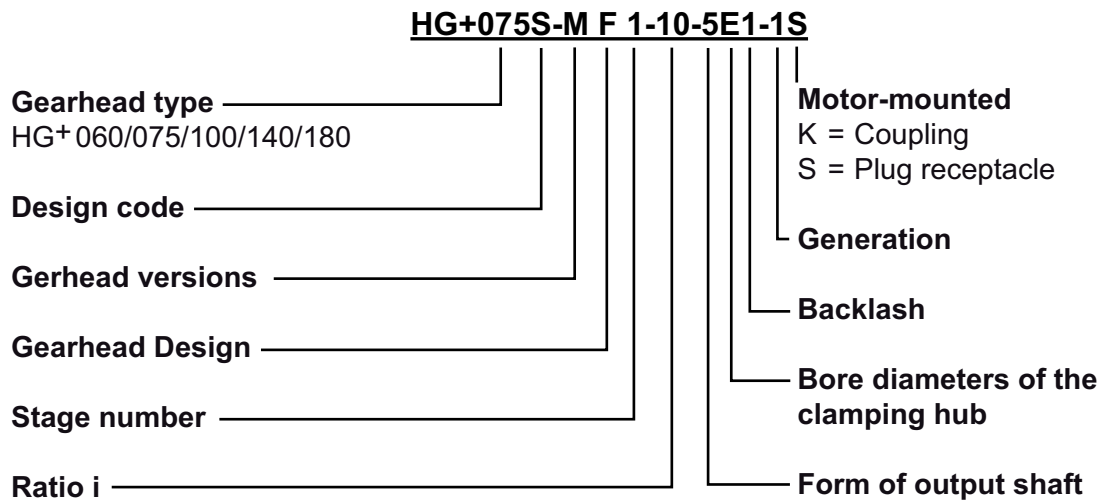 HG+075S-M F 1-10-5E1-1S
Gearhead type
HG+ 060/075/100/140/180
Design code
Gerhead versions
Gearhead Design
Stage number
Ratio i
Motor-mounted
K = Coupling
S = Plug receptacle
Generation
Backlash
Bore diameters of the
clamping hub
Form of output shaft